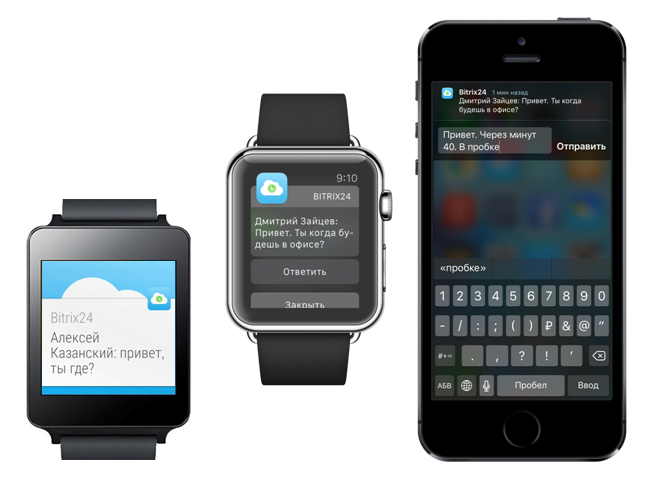 Bitrix24
Алексей
Казанский: привет,
ты где?
9:10
BITRIX24
Дмитрий Зайцев:
Привет. Ты когда бу-
дешь в офисе?
Ответить
Закрыть
Bitrix24 1 мин назад
Дмитрий Зайцев: Привет. Ты когда
будешь в офисе?
Привет. Через минут
40. В пробке
Отправить
«пробке»
1 2 3 4 5 6 7 8 9 0
- / : ; ( ) ₽ & @ "
#+= . , ? ! ' 
АБВ Пробел Ввод